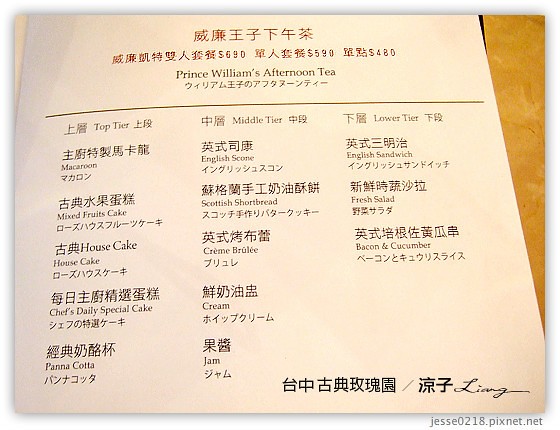 威廉王子下午茶
威廉凱特雙人套餐$690 單人套餐$590 單點$480
Prince William's Afternoon Tea
ウィリアム王子のアフタヌーンティー
上層 Top Tier 上段
主廚特製馬卡龍
Macaroon
マカロン
古典水果蛋糕
Mixed Fruits Cake
ローズハウスフルーツケーキ
古典House Cake
House Cake
ローズハウスケーキ
每日主廚精選蛋糕
Chef's Daily Special Cake
シェフの特選ケーキ
經典奶酪杯
Panna Cotta
パンナコッタ
中層 Middle Tier 中段
英式司康
English Scone
イングリッシュスコン
蘇格蘭手工奶油酥餅
Scottish Shortbread
スコッチ手作りバタークッキー
英式烤布蕾
Crème Brûlée
ブリュレ
鮮奶油盅
Cream
ホイップクリーム
果醬
Jam
ジャム
下層 Lower Tier 下段
英式三明治
English Sandwich
イングリッシュサンドイッチ
新鮮時蔬沙拉
Fresh Salad
野菜サラダ
英式培根佐黃瓜串
Bacon & Cucumber
ベーコンとキュウリスライス
台中古典玫瑰園 / 涼子 Liang
jesse0218.pixnet.net